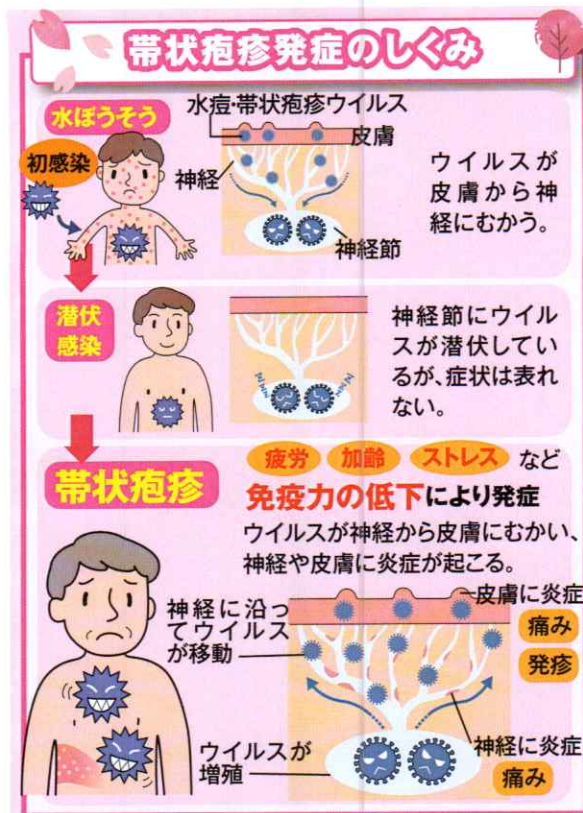 帯状疱疹発症のしくみ
水ぼうそう
初感染
水痘・帯状疱疹ウイルス
皮膚
神経
神経節
ウイルスが
皮膚から神
経にむかう。
潜伏
感染
神経節にウイル
スが潜伏してい
るが、症状は表れ
ない。
帯状疱疹
疲労 加齢 ストレス など
免疫力の低下により発症
ウイルスが神経から皮膚にむかい、
神経や皮膚に炎症が起こる。
神経に沿っ
てウイルス
が移動
皮膚に炎症
痛み
発疹
ウイルスが
増殖
神経に炎症
痛み